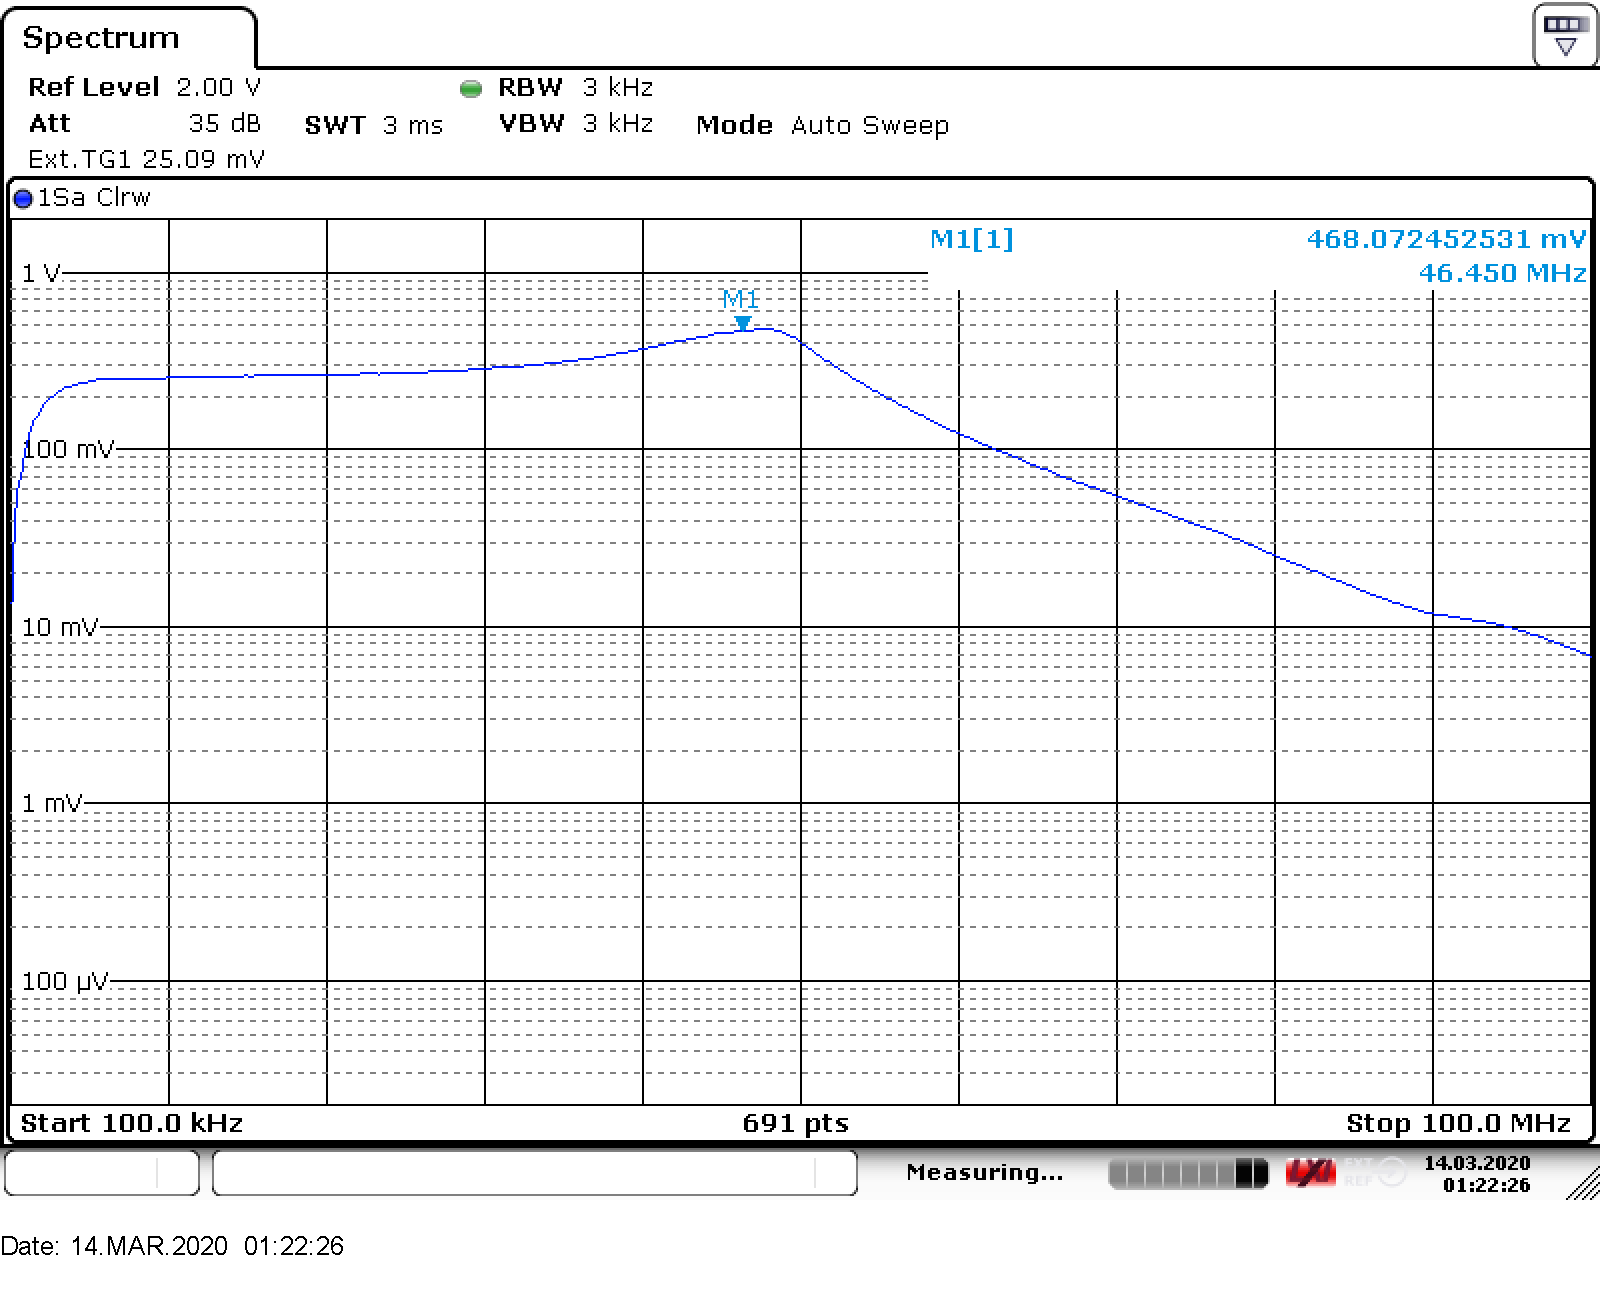 Spectrum
Ref Level 2.00 V RBW 3 kHz
Att 35 dB SWT 3 ms VBW 3 kHz Mode Auto Sweep
Ext.TG1 25.09 mV
1Sa Clrw
M1[1] 468.072452531 mV
46.450 MHz
1 V
M1
100 mV
10 mV
1 mV
100 µV
Start 100.0 kHz 691 pts Stop 100.0 MHz
Measuring... LXI EXT REF 14.03.2020
01:22:26
Date: 14.MAR.2020 01:22:26